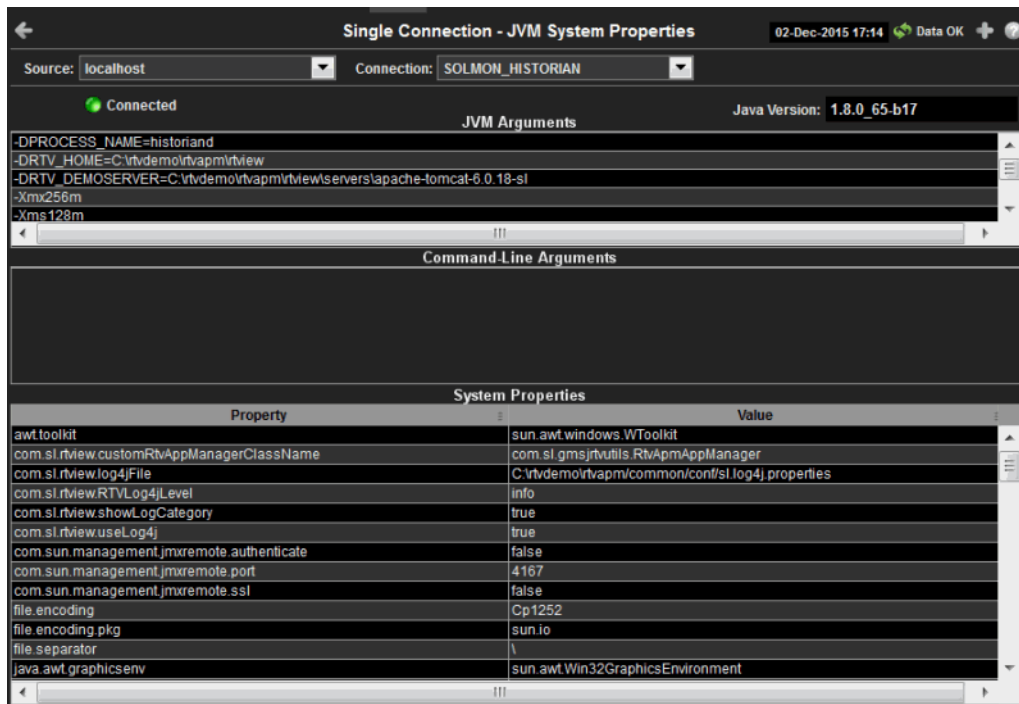 Single Connection - JVM System Properties 02-Dec-2015 17:14 Data OK
Source: localhost Connection: SOLMON_HISTORIAN
Connected Java Version: 1.8.0_65-b17
JVM Arguments
-DPROCESS_NAME=historiand
-DRTV_HOME=C:\rtvdemo\rtvapm\rtview
-DRTV_DEMOSERVER=C:\rtvdemo\rtvapm\rtview\servers\apache-tomcat-6.0.18-sl
-Xmx256m
-Xms128m
Command-Line Arguments
System Properties
Property Value
awt.toolkit sun.awt.windows.WToolkit
com.sl.rtview.customRtvAppManagerClassName com.sl.gmsjrtvutils.RtvApmAppManager
com.sl.rtview.log4jFile C:\rtvdemo\rtvapm/common/conf/sl.log4j.properties
com.sl.rtview.RTVLog4jLevel info
com.sl.rtview.showLogCategory true
com.sl.rtview.useLog4j true
com.sun.management.jmxremote.authenticate false
com.sun.management.jmxremote.port 4167
com.sun.management.jmxremote.ssl false
file.encoding Cp1252
file.encoding.pkg sun.io
file.separator \
java.awt.graphicsenv sun.awt.Win32GraphicsEnvironment